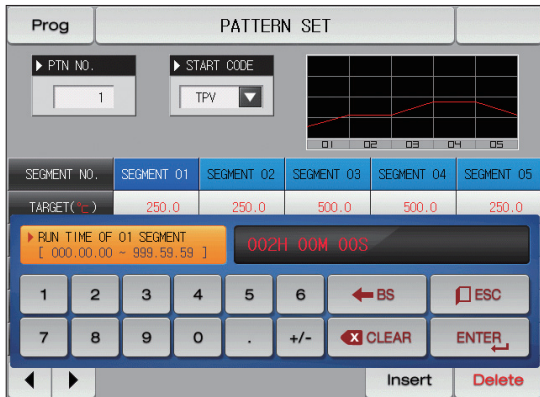 Prog
PATTERN SET
PTN NO.
START CODE
1
TPV
01 02 03 04 05
SEGMENT NO. SEGMENT 01 SEGMENT 02 SEGMENT 03 SEGMENT 04 SEGMENT 05
TARGET(℃) 250.0 250.0 500.0 500.0 250.0
RUN TIME OF 01 SEGMENT
[ 000.00.00 ~ 999.59.59 ]
002H 00M 00S
1 2 3 4 5 6 BS ESC
7 8 9 0 . +/- X CLEAR ENTER
Insert Delete